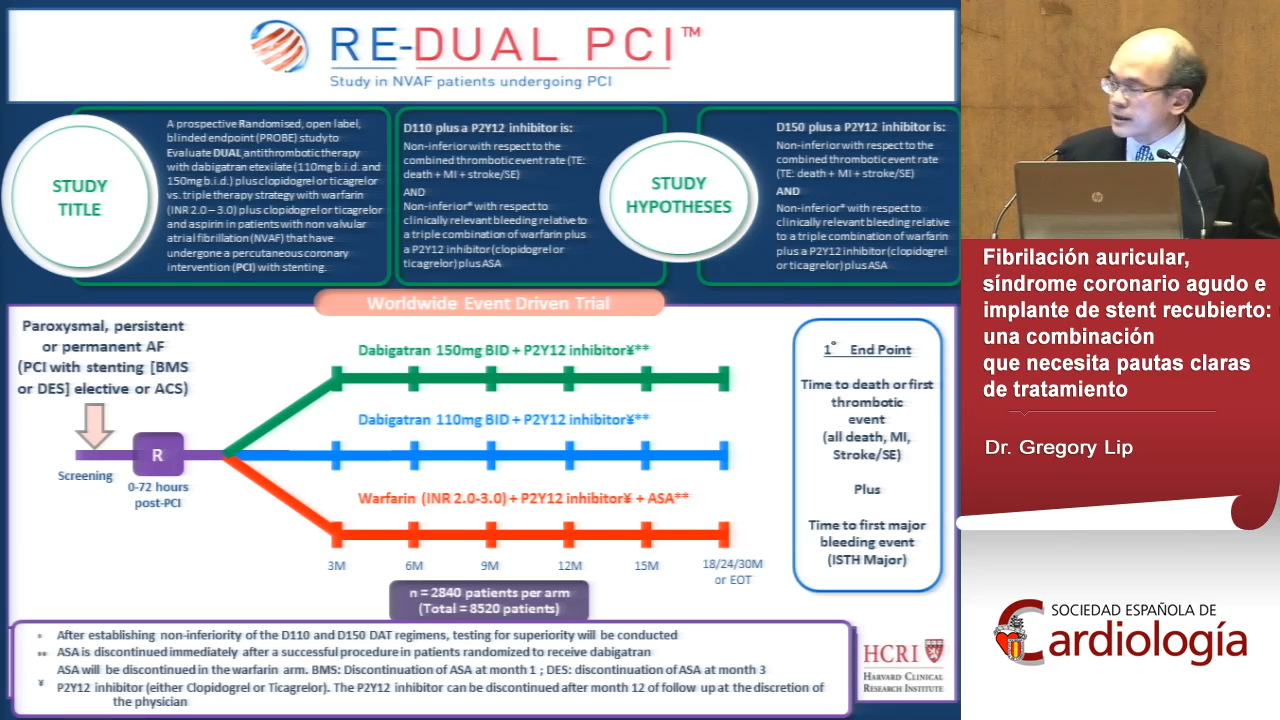 RE-DUAL PCI™
Study in NVAF patients undergoing PCI
STUDY
TITLE
A prospective Randomised, open label,
blinded endpoint (PROBE) study to
Evaluate DUAL antithrombotic therapy
with dabigatran etexilate (110mg b.i.d. and
150mg b.i.d.) plus clopidogrel or ticagrelor
vs. triple therapy strategy with warfarin
(INR 2.0 – 3.0) plus clopidogrel or ticagrelor
and aspirin in patients with non valvular
atrial fibrillation (NVAF) that have
undergone a percutaneous coronary
intervention (PCI) with stenting.
D110 plus a P2Y12 inhibitor is:
Non-inferior with respect to the
combined thrombotic event rate (TE:
death + MI + stroke/SE)
AND
Non-inferior* with respect to
clinically relevant bleeding relative to
a triple combination of warfarin plus
a P2Y12 inhibitor (clopidogrel or
ticagrelor) plus ASA
STUDY
HYPOTHESES
D150 plus a P2Y12 inhibitor is:
Non-inferior with respect to the
combined thrombotic event rate
(TE: death + MI + stroke/SE)
AND
Non-inferior* with respect to
clinically relevant bleeding relative
to a triple combination of warfarin
plus a P2Y12 inhibitor (clopidogrel
or ticagrelor) plus ASA
Worldwide Event Driven Trial
Paroxysmal, persistent
or permanent AF
(PCI with stenting [BMS
or DES] elective or ACS)
Screening
R
0-72 hours
post-PCI
Dabigatran 150mg BID + P2Y12 inhibitor¥**
Dabigatran 110mg BID + P2Y12 inhibitor¥**
Warfarin (INR 2.0-3.0) + P2Y12 inhibitor¥ + ASA**
3M 6M 9M 12M 15M 18/24/30M
or EOT
n = 2840 patients per arm
(Total = 8520 patients)
1° End Point
Time to death or first
thrombotic
event
(all death, MI,
Stroke/SE)
Plus
Time to first major
bleeding event
(ISTH Major)
* After establishing non-inferiority of the D110 and D150 DAT regimens, testing for superiority will be conducted
** ASA is discontinued immediately after a successful procedure in patients randomized to receive dabigatran
ASA will be discontinued in the warfarin arm. BMS: Discontinuation of ASA at month 1 ; DES: discontinuation of ASA at month 3
¥ P2Y12 inhibitor (either Clopidogrel or Ticagrelor). The P2Y12 inhibitor can be discontinued after month 12 of follow up at the discretion of
the physician
HCRI
HARVARD CLINICAL
RESEARCH INSTITUTE
hp
Fibrilación auricular,
síndrome coronario agudo e
implante de stent recubierto:
una combinación
que necesita pautas claras
de tratamiento
Dr. Gregory Lip
SOCIEDAD ESPAÑOLA DE
Cardiología